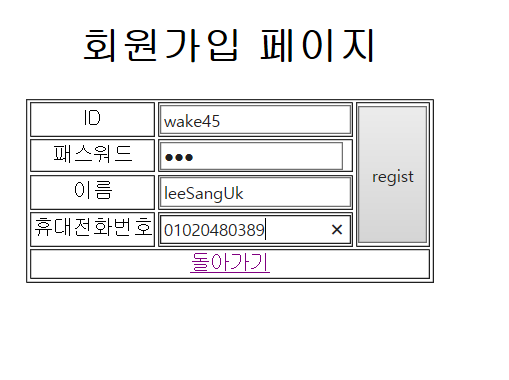 회원가입 페이지
ID wake45
패스워드 ●●●
regist
이름 leeSangUk
휴대전화번호 01020480389 ✕
돌아가기